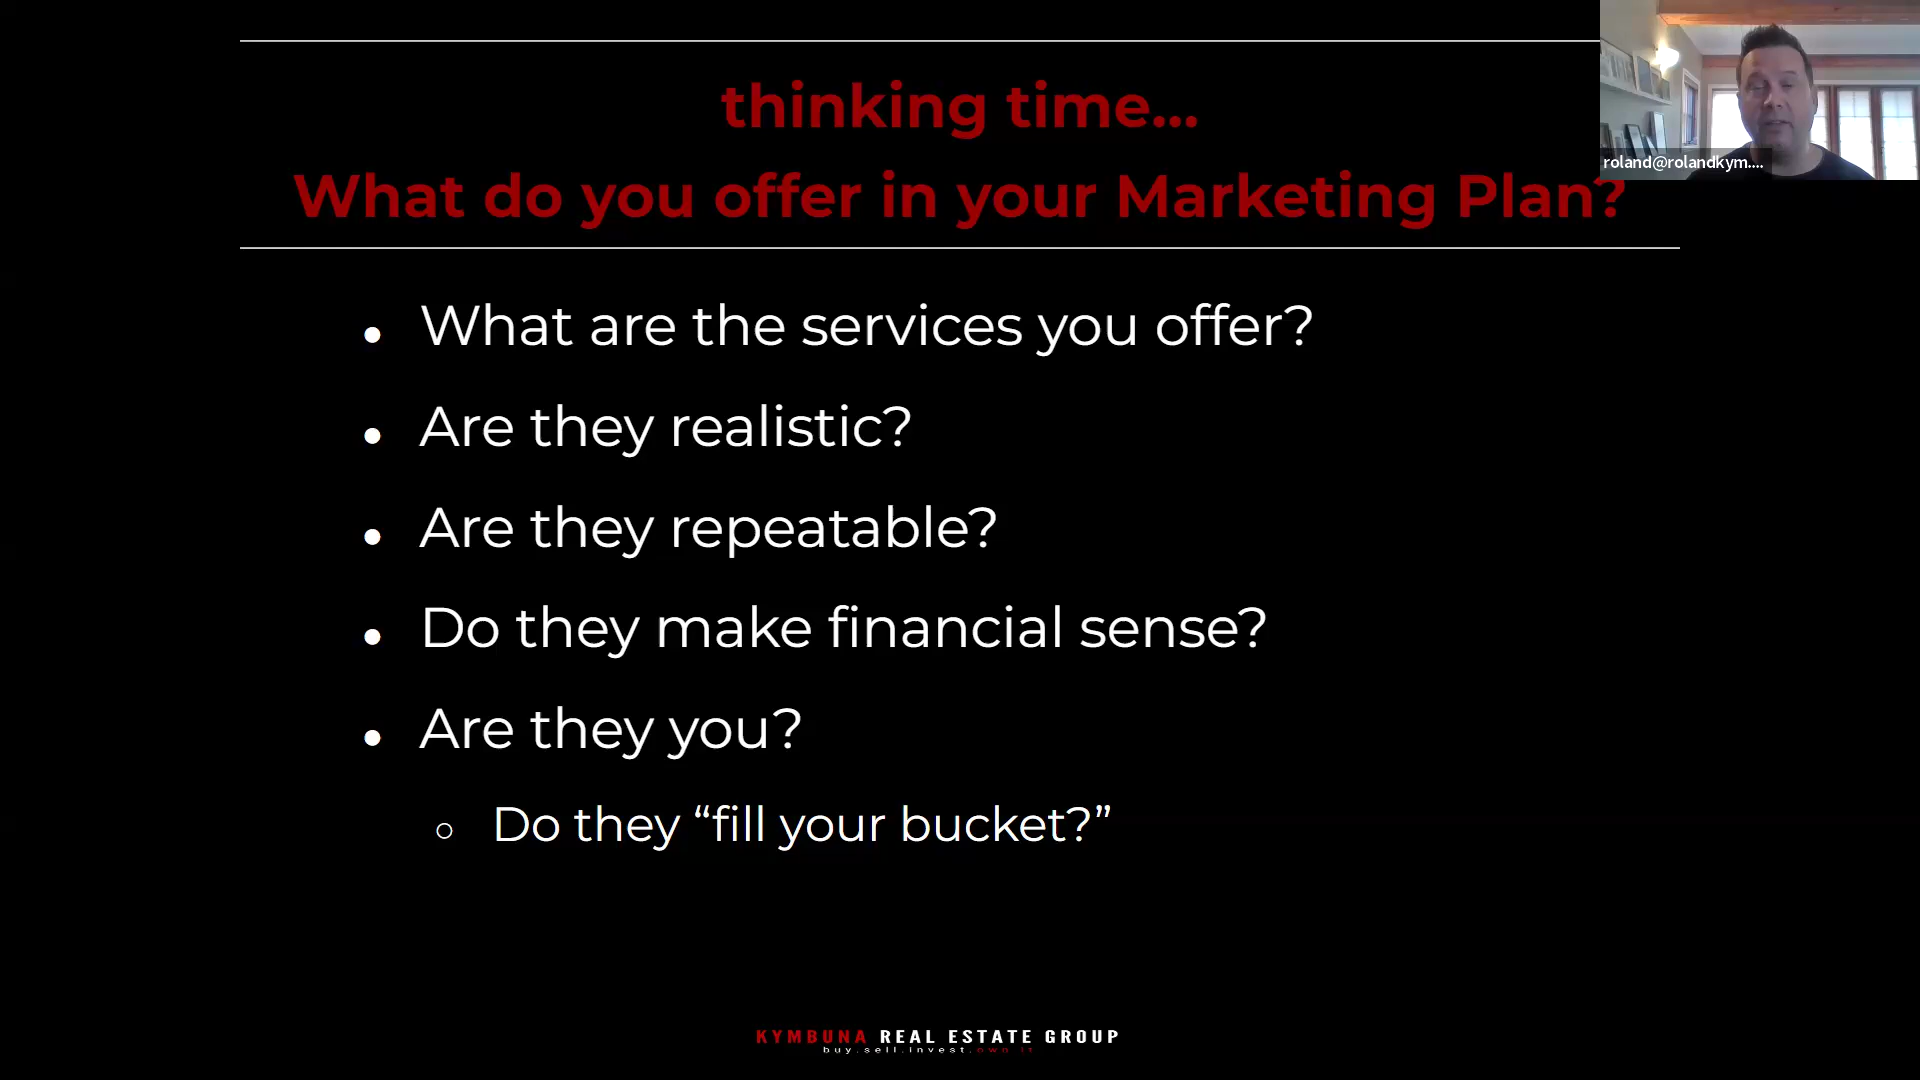 thinking time...
What do you offer in your Marketing Plan?
roland@rolandkym....
● What are the services you offer?
● Are they realistic?
● Are they repeatable?
● Do they make financial sense?
● Are they you?
○ Do they “fill your bucket?”
KYMBUNA REAL ESTATE GROUP
buy.sell.invest.own it